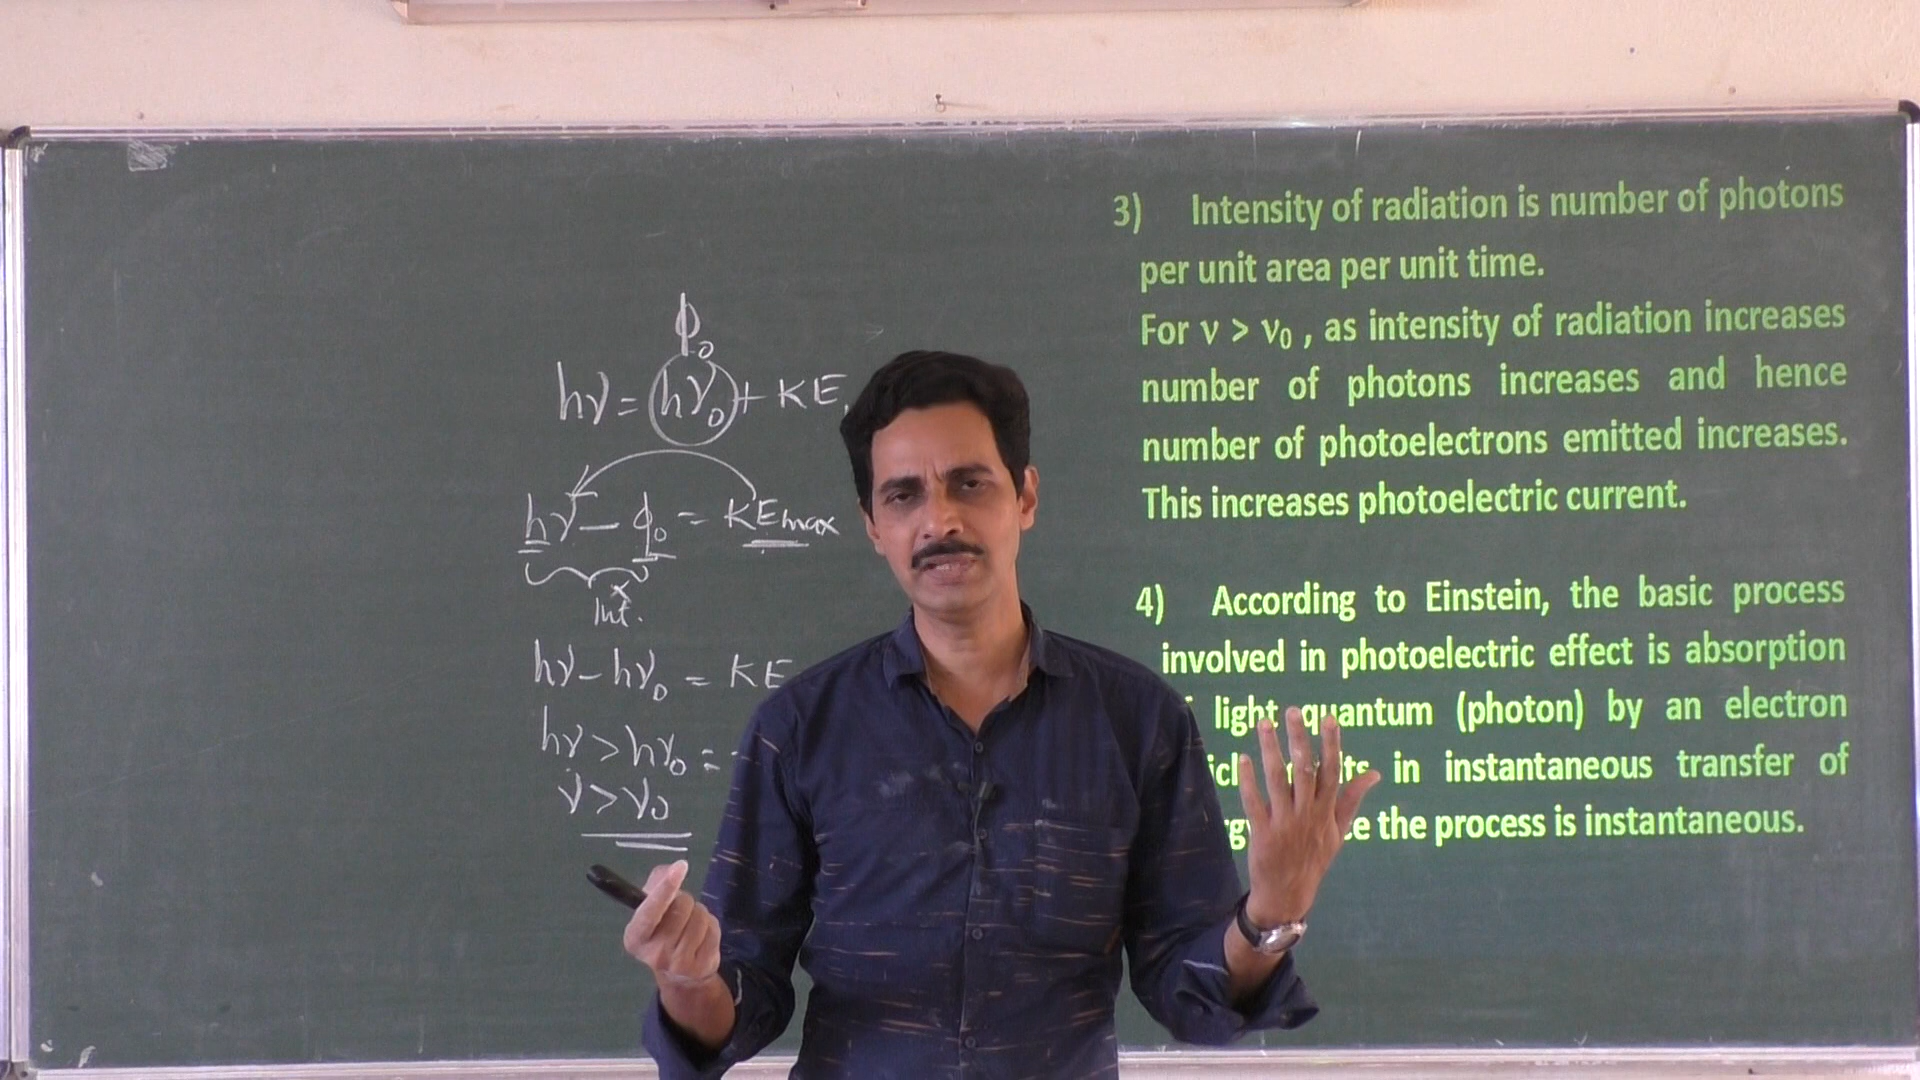 φ₀
hν = hν₀ + KE
hν − φ₀ = KEmax
Int.
hν − hν₀ = KE
hν > hν₀ =
ν > ν₀
3) Intensity of radiation is number of photons
per unit area per unit time.
For ν > ν₀ , as intensity of radiation increases
number of photons increases and hence
number of photoelectrons emitted increases.
This increases photoelectric current.
4) According to Einstein, the basic process
involved in photoelectric effect is absorption
light quantum (photon) by an electron
in instantaneous transfer of
the process is instantaneous.